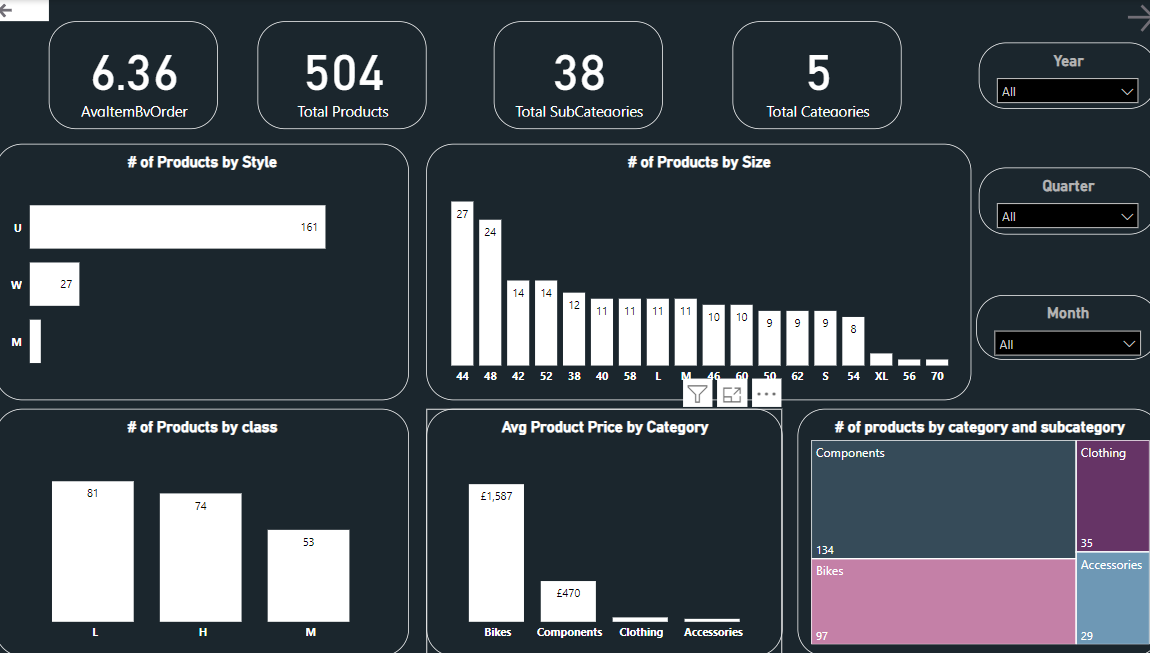 6.36
AvgItemByOrder
504
Total Products
38
Total SubCategories
5
Total Categories
Year
All
# of Products by Style
U
161
W
27
M
# of Products by Size
27
24
14
14
12
11
11
11
11
10
10
9
9
9
8
44 48 42 52 38 40 58 L M 46 60 50 62 S 54 XL 56 70
Quarter
All
Month
All
# of Products by class
81
74
53
L H M
Avg Product Price by Category
£1,587
£470
Bikes Components Clothing Accessories
# of products by category and subcategory
Components
134
Clothing
35
Bikes
97
Accessories
29